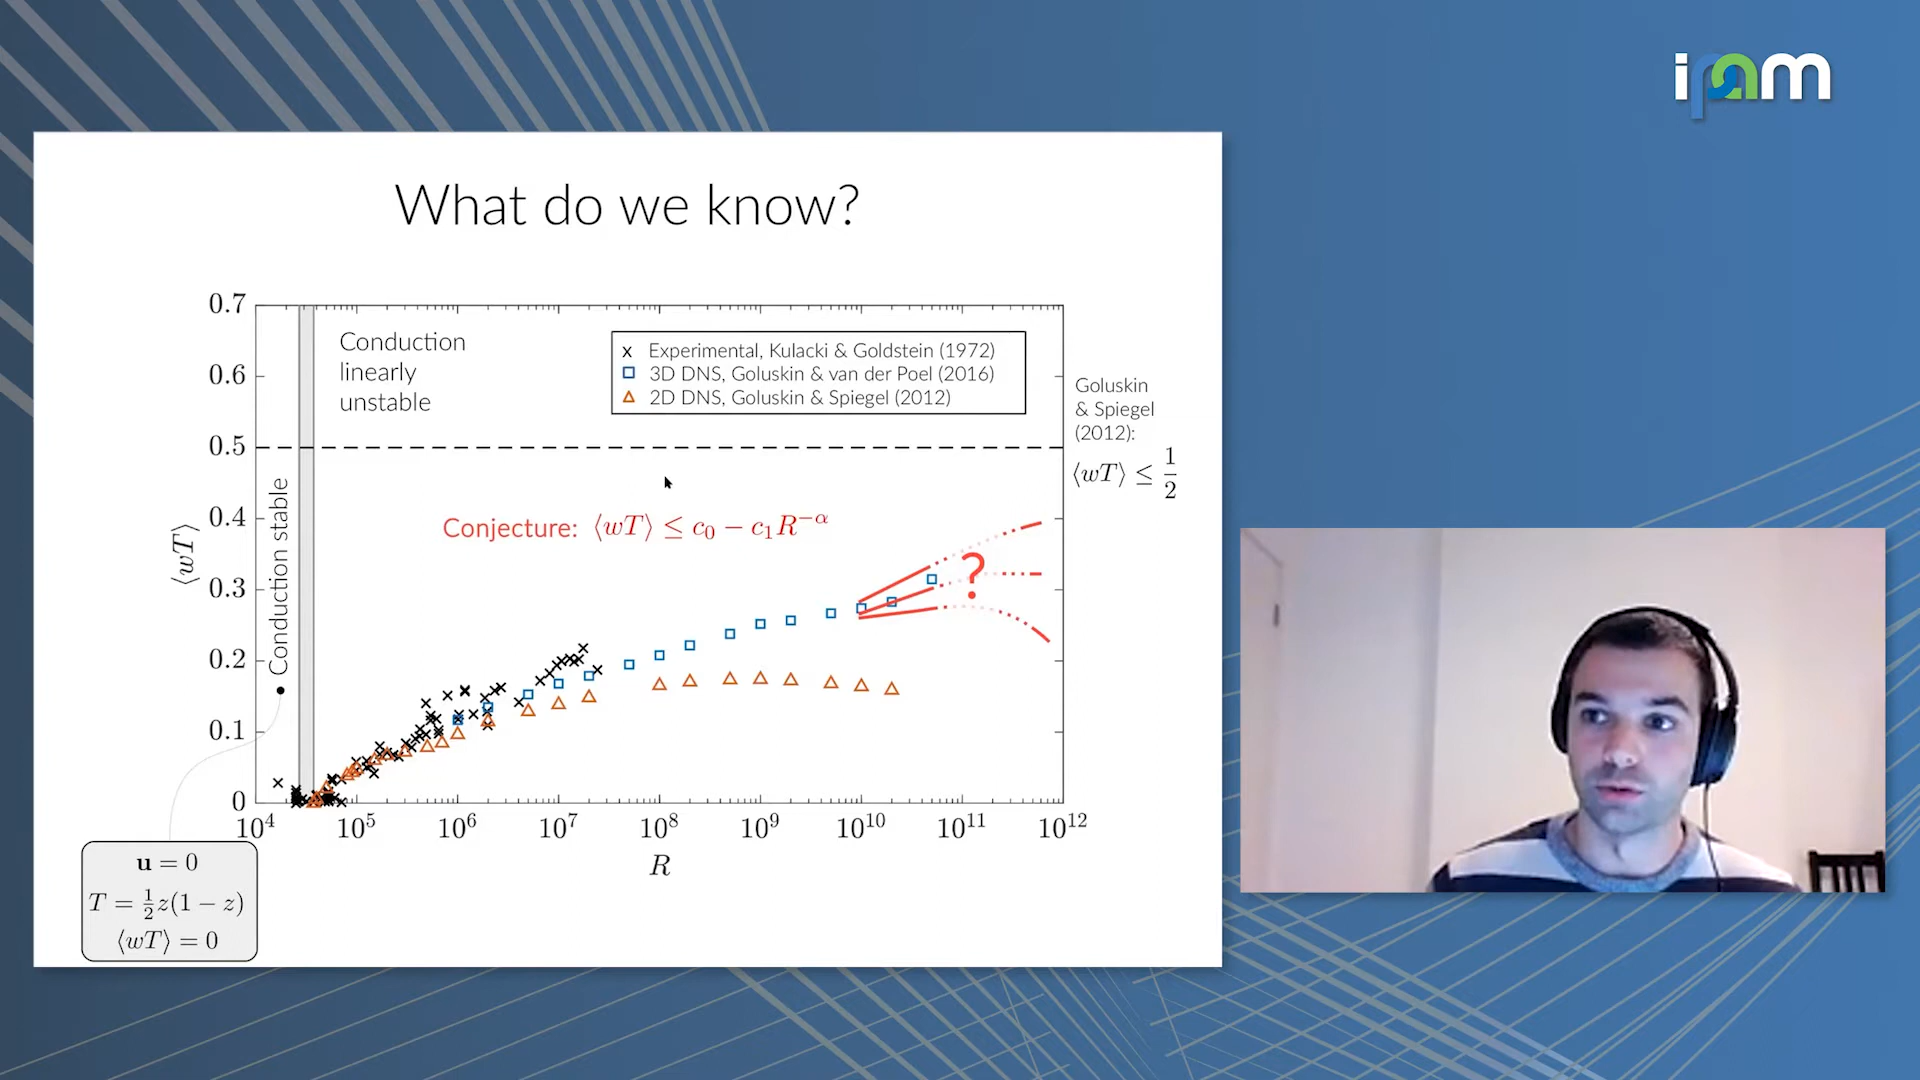 ipam
What do we know?
0.7
0.6
0.5
0.4
0.3
0.2
0.1
0
⟨wT⟩
Conduction stable
Conduction
linearly
unstable
x Experimental, Kulacki & Goldstein (1972)
3D DNS, Goluskin & van der Poel (2016)
2D DNS, Goluskin & Spiegel (2012)
Conjecture: ⟨wT⟩ ≤ c₀ − c₁R^{−α}
?
Goluskin
& Spiegel
(2012):
⟨wT⟩ ≤ 1/2
10⁴ 10⁵ 10⁶ 10⁷ 10⁸ 10⁹ 10¹⁰ 10¹¹ 10¹²
R
u = 0
T = ½z(1 − z)
⟨wT⟩ = 0